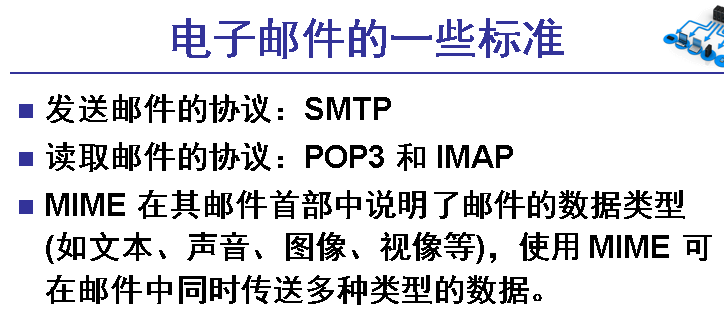 电子邮件的一些标准
发送邮件的协议：SMTP
读取邮件的协议：POP3 和 IMAP
MIME 在其邮件首部中说明了邮件的数据类型
(如文本、声音、图像、视像等)，使用 MIME 可
在邮件中同时传送多种类型的数据。